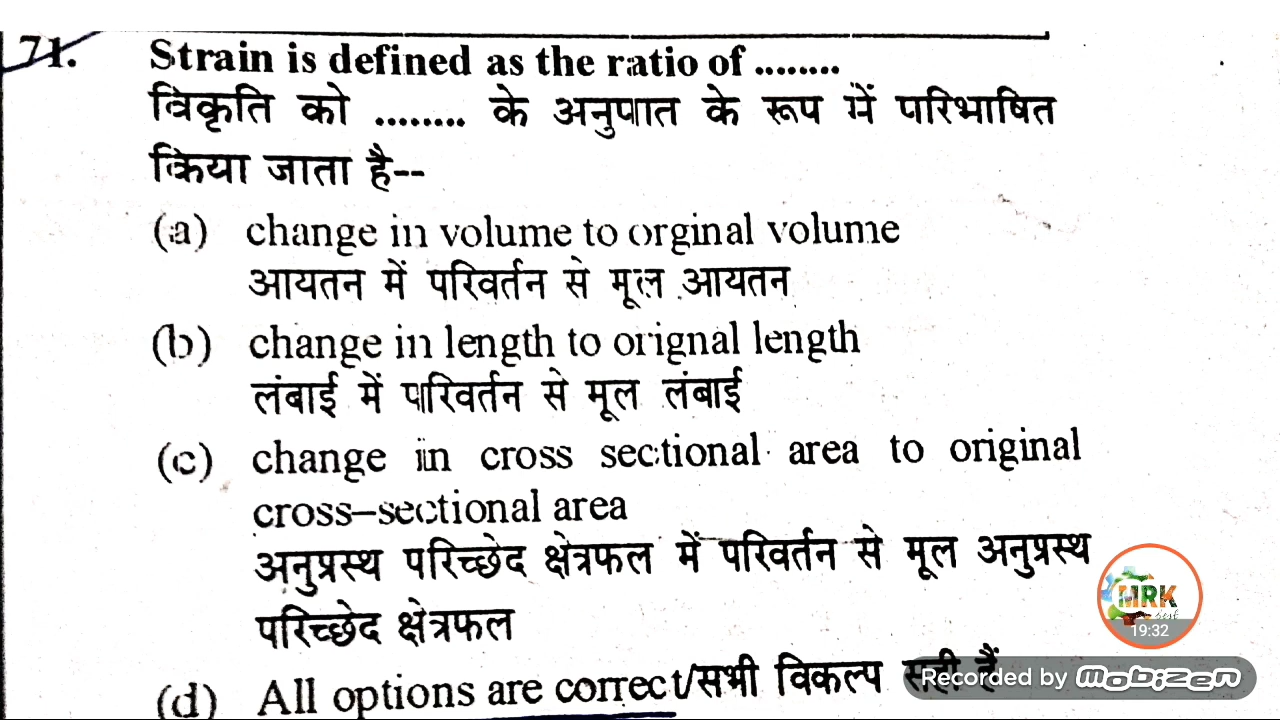 71. Strain is defined as the ratio of ........
विकृति को ........ के अनुपात के रूप में परिभाषित
किया जाता है--
(a) change in volume to orginal volume
आयतन में परिवर्तन से मूल आयतन
(b) change in length to orignal length
लंबाई में परिवर्तन से मूल लंबाई
(c) change in cross sectional area to original
cross–sectional area
अनुप्रस्थ परिच्छेद क्षेत्रफल में परिवर्तन से मूल अनुप्रस्थ
परिच्छेद क्षेत्रफल
(d) All options are correct/सभी विकल्प सही हैं
MRK
19:32
Recorded by mobizen